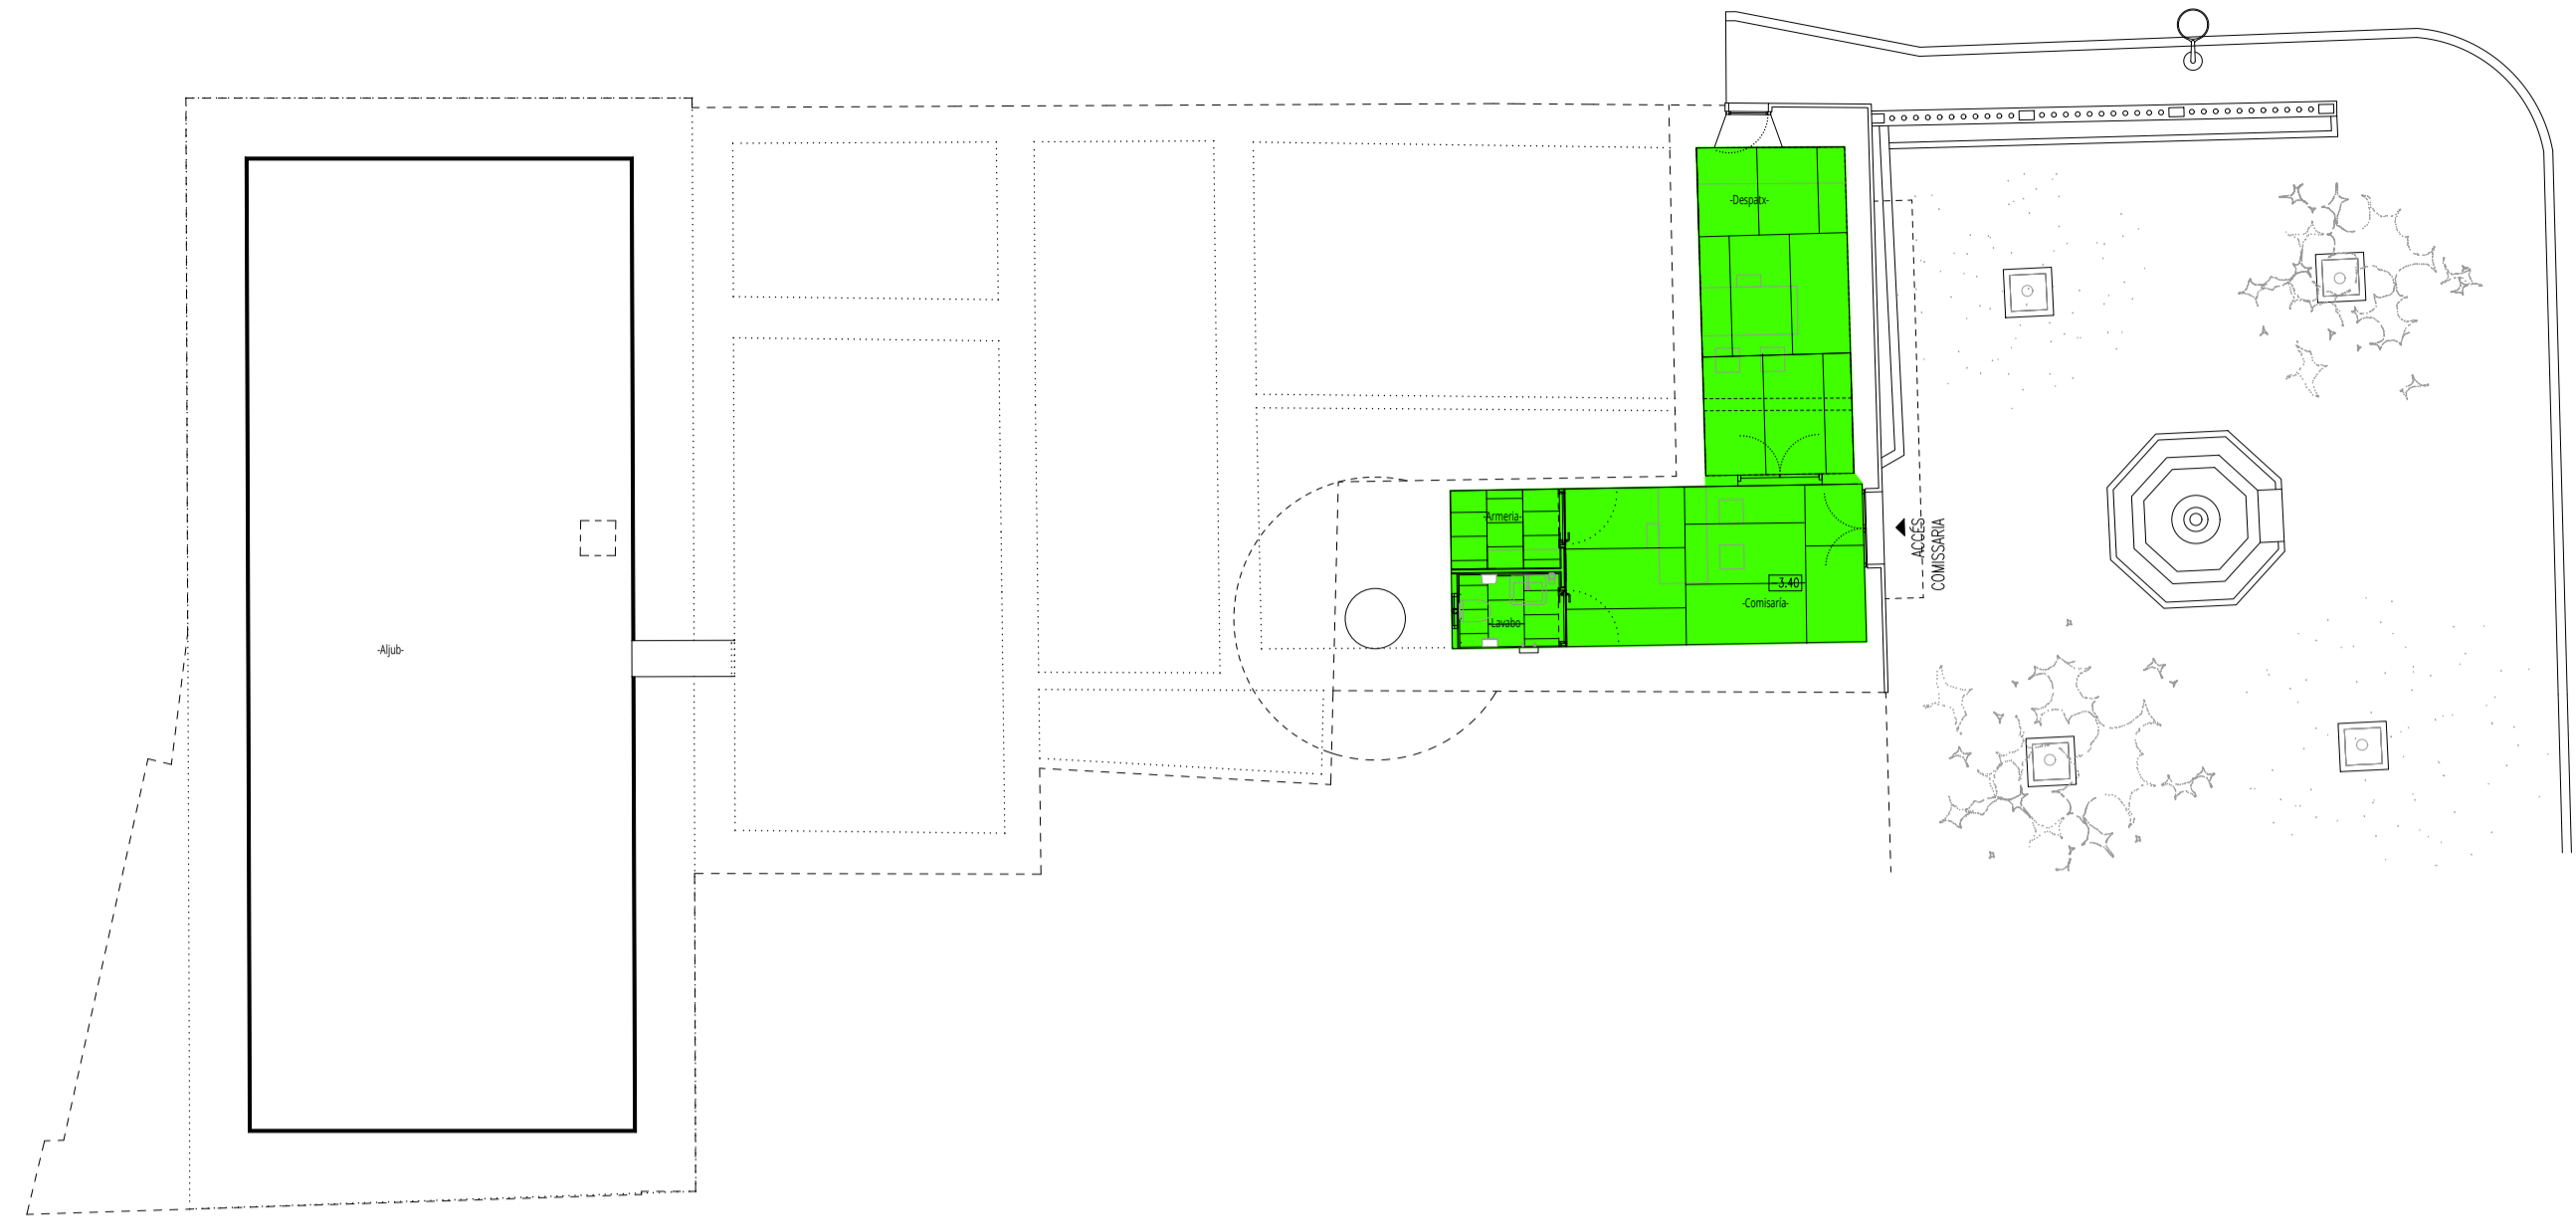 -Despatx-
-Armeria-
ACCÉS
COMISSARIA
-3.40
-Comisaría-
-Lavabo-
-Aljub-